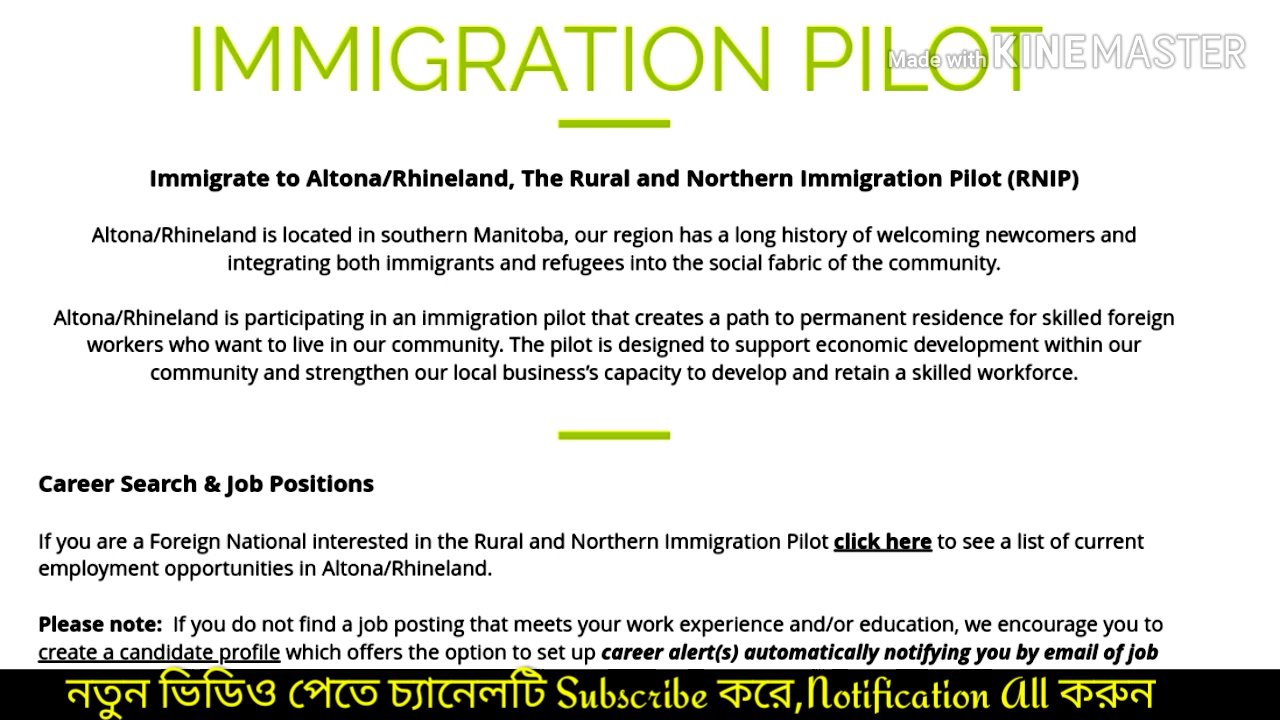 IMMIGRATION PILOT
Made with KINEMASTER
Immigrate to Altona/Rhineland, The Rural and Northern Immigration Pilot (RNIP)
Altona/Rhineland is located in southern Manitoba, our region has a long history of welcoming newcomers and
integrating both immigrants and refugees into the social fabric of the community.
Altona/Rhineland is participating in an immigration pilot that creates a path to permanent residence for skilled foreign
workers who want to live in our community. The pilot is designed to support economic development within our
community and strengthen our local business’s capacity to develop and retain a skilled workforce.
Career Search & Job Positions
If you are a Foreign National interested in the Rural and Northern Immigration Pilot click here to see a list of current
employment opportunities in Altona/Rhineland.
Please note:  If you do not find a job posting that meets your work experience and/or education, we encourage you to
create a candidate profile which offers the option to set up career alert(s) automatically notifying you by email of job
নতুন ভিডিও পেতে চ্যানেলটি Subscribe করে,Notification All করুন